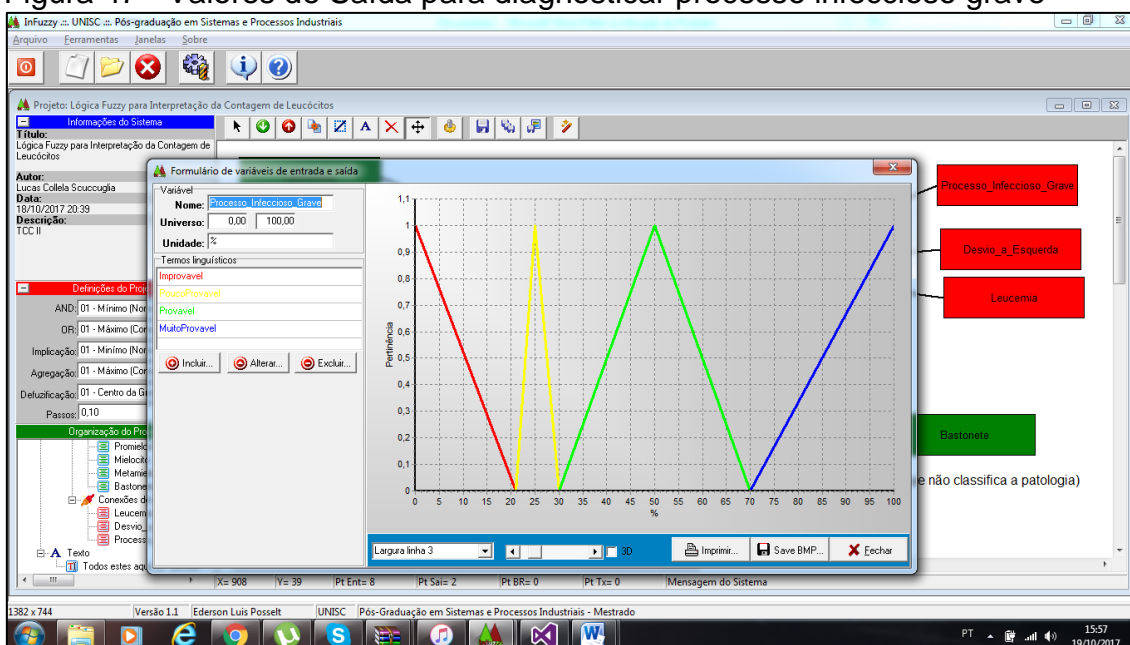 Figura 47 - Valores de Saída para diagnosticar processo infeccioso grave
InFuzzy .::. UNISC .::. Pós-graduação em Sistemas e Processos Industriais
Arquivo Ferramentas Janelas Sobre
Projeto: Lógica Fuzzy para Interpretação da Contagem de Leucócitos
Informações do Sistema
Título:
Lógica Fuzzy para Interpretação da Contagem de
Leucócitos
Autor:
Lucas Collela Scuccuglia
Data:
18/10/2017 20:39
Descrição:
TCC II
Definições do Proj
AND: 01 - Mínimo (Nor
OR: 01 - Máximo (Cor
Implicação: 01 - Mínimo (Nor
Agregação: 01 - Máximo (Cor
Defuzificação: 01 - Centro da G
Passos: 0,10
Organização do Pro
Promieló
Mielócit
Metamie
Bastone
Conexões d
Leucem
Desvio_
Process
Texto
Todos estes aq
Formulário de variáveis de entrada e saída
Variável
Nome: Processo_Infeccioso_Grave
Universo: 0,00 100,00
Unidade: %
Termos linguísticos
Improvavel
PoucoProvavel
Provavel
MuitoProvavel
Incluir... Alterar... Excluir...
Pertinência
1,1
1
0,9
0,8
0,7
0,6
0,5
0,4
0,3
0,2
0,1
0
0 5 10 15 20 25 30 35 40 45 50 55 60 65 70 75 80 85 90 95 100
%
Largura linha 3 3D Imprimir... Save BMP... Fechar
Processo_Infeccioso_Grave
Desvio_a_Esquerda
Leucemia
Bastonete
e não classifica a patologia)
X= 908 Y= 39 Pt Ent= 8 Pt Sai= 2 Pt BR= 0 Pt Tx= 0 Mensagem do Sistema
1382 x 744 Versão 1.1 Ederson Luis Posselt UNISC Pós-Graduação em Sistemas e Processos Industriais - Mestrado
PT 15:57
19/10/2017